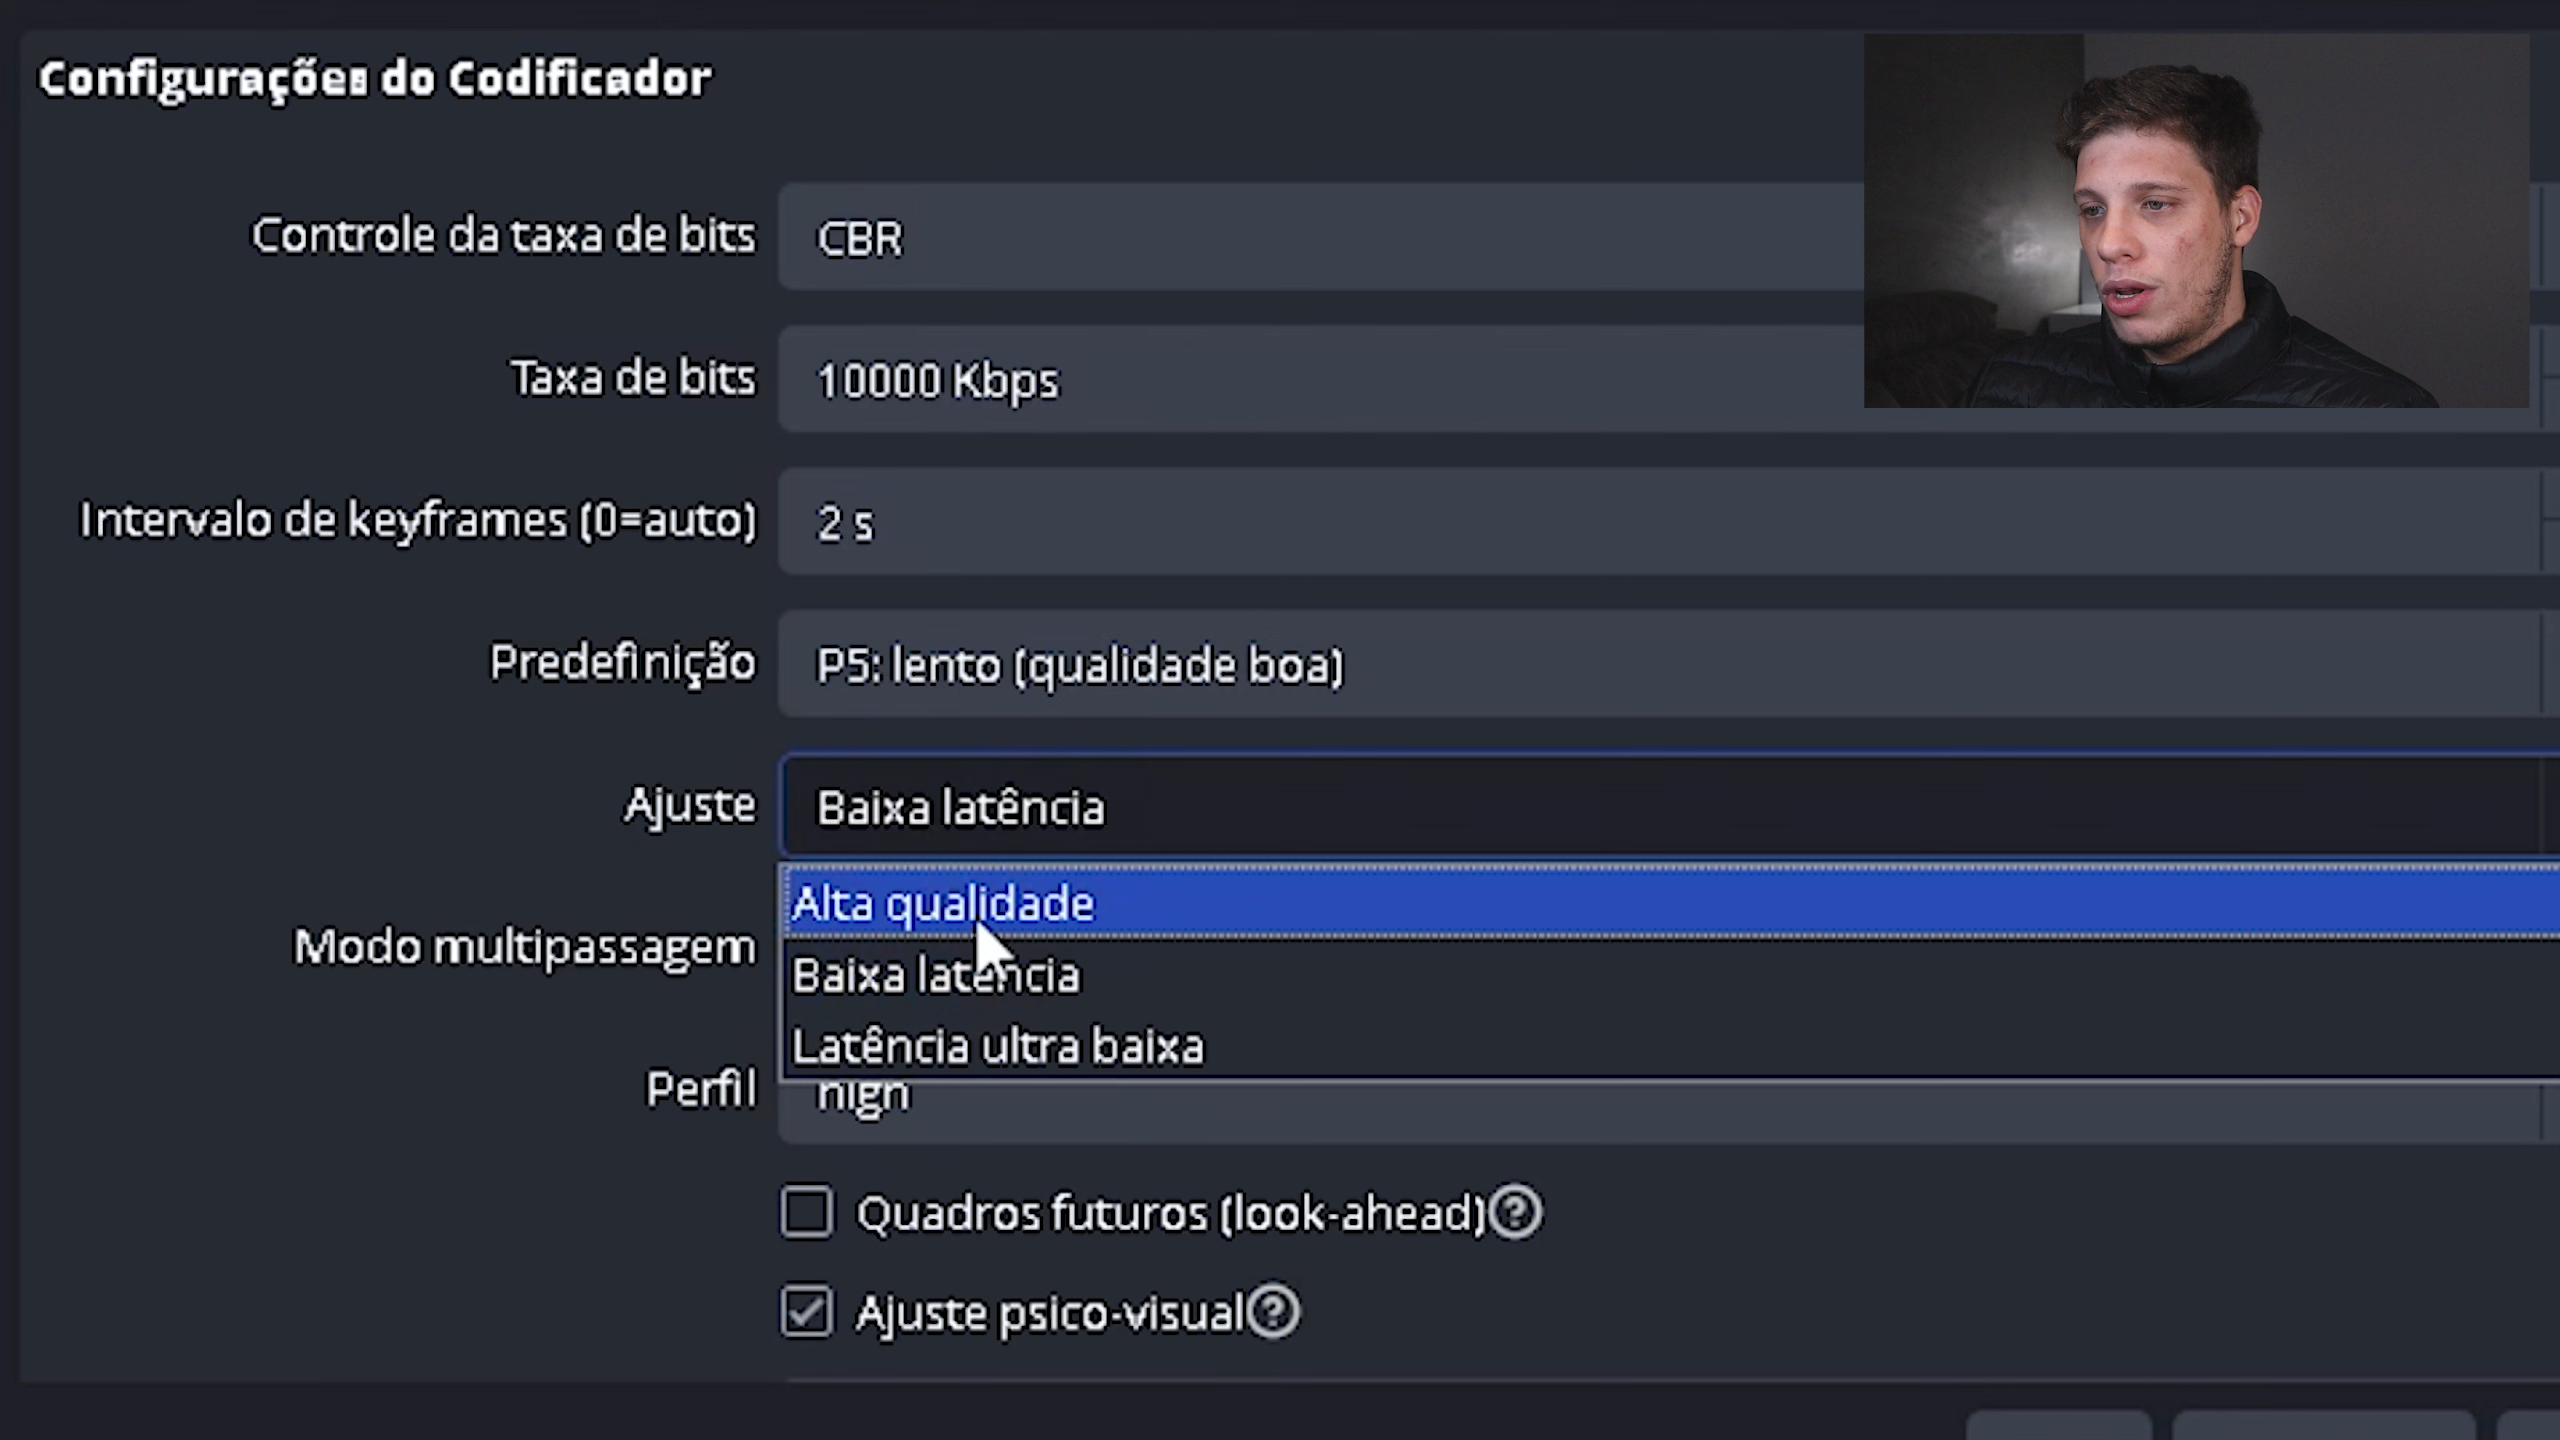 Configurações do Codificador
Controle da taxa de bits CBR
Taxa de bits 10000 Kbps
Intervalo de keyframes (0=auto) 2 s
Predefinição P5: lento (qualidade boa)
Ajuste Baixa latência
Alta qualidade
Modo multipassagem
Baixa latência
Latência ultra baixa
Perfil high
Quadros futuros (look-ahead)
Ajuste psico-visual